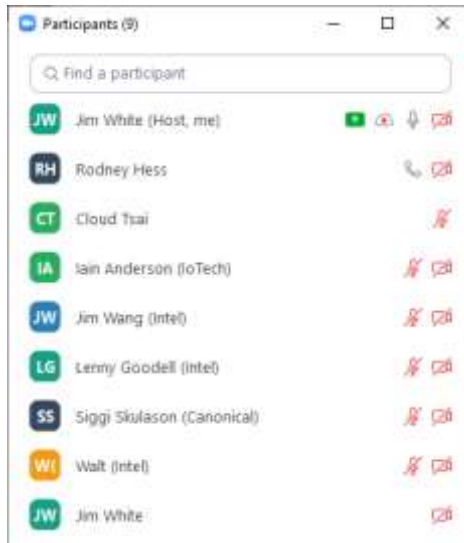 Participants (9)
Find a participant
JW Jim White (Host, me)
RH Rodney Hess
CT Cloud Tsai
IA Iain Anderson (IoTech)
JW Jim Wang (Intel)
LG Lenny Goodell (Intel)
SS Siggi Skulason (Canonical)
W( Walt (Intel)
JW Jim White